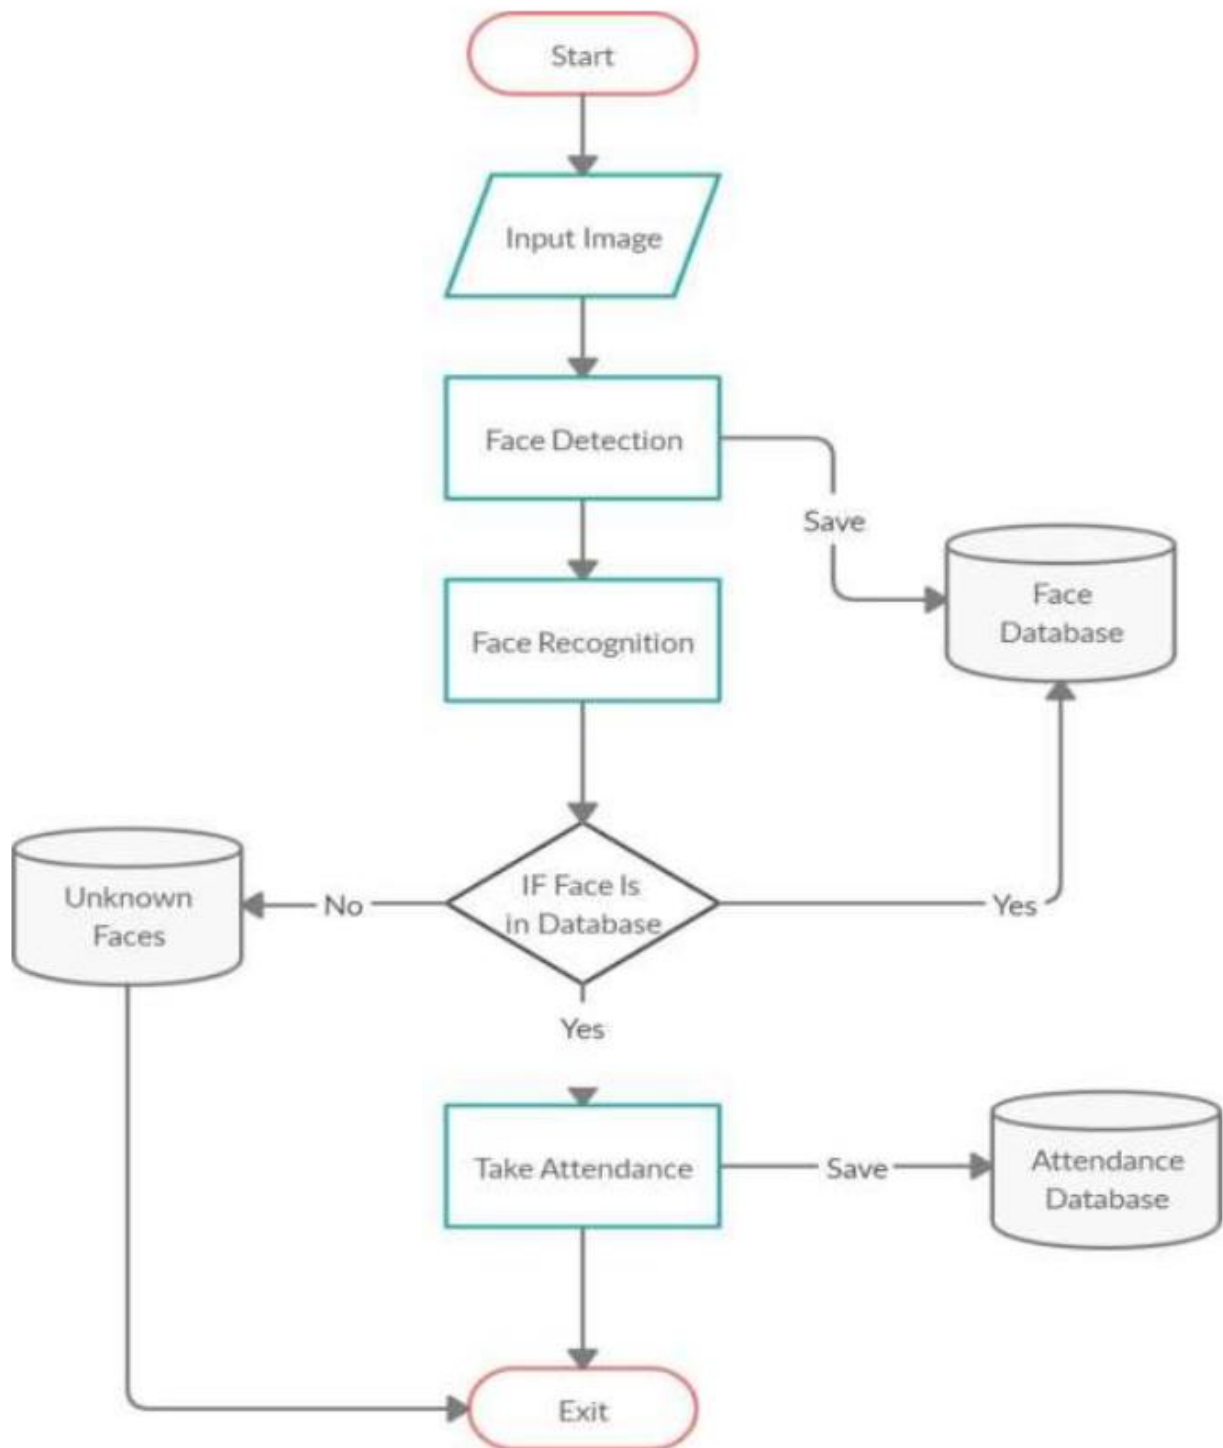 Start
Input Image
Face Detection
Save
Face
Database
Face Recognition
IF Face Is
in Database
No
Unknown
Faces
Yes
Yes
Take Attendance
Save
Attendance
Database
Exit